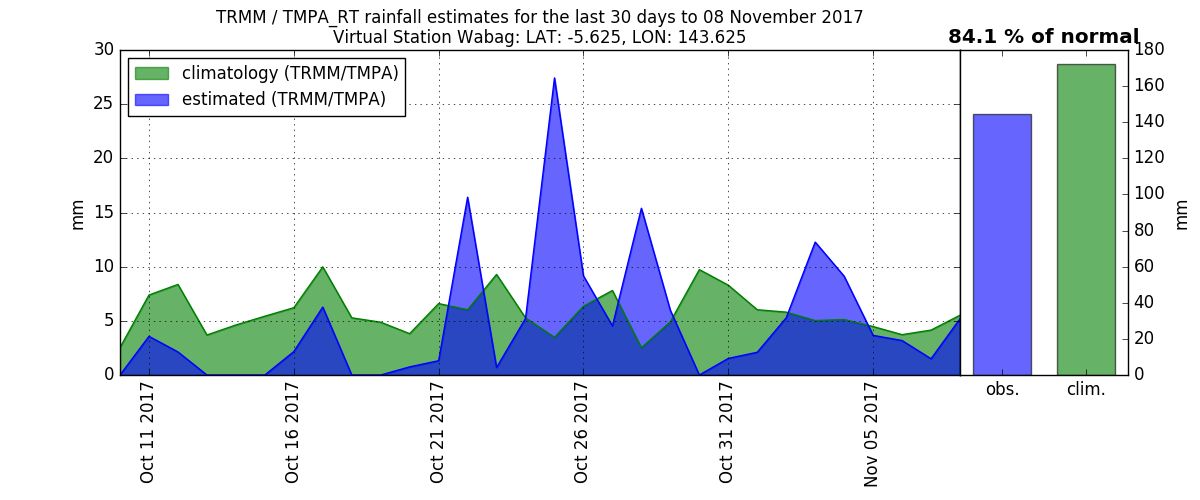 TRMM / TMPA_RT rainfall estimates for the last 30 days to 08 November 2017
Virtual Station Wabag: LAT: -5.625, LON: 143.625
84.1 % of normal
climatology (TRMM/TMPA)
estimated (TRMM/TMPA)
30
25
20
15
10
5
0
mm
Oct 11 2017
Oct 16 2017
Oct 21 2017
Oct 26 2017
Oct 31 2017
Nov 05 2017
obs.
clim.
180
160
140
120
100
80
60
40
20
0
mm